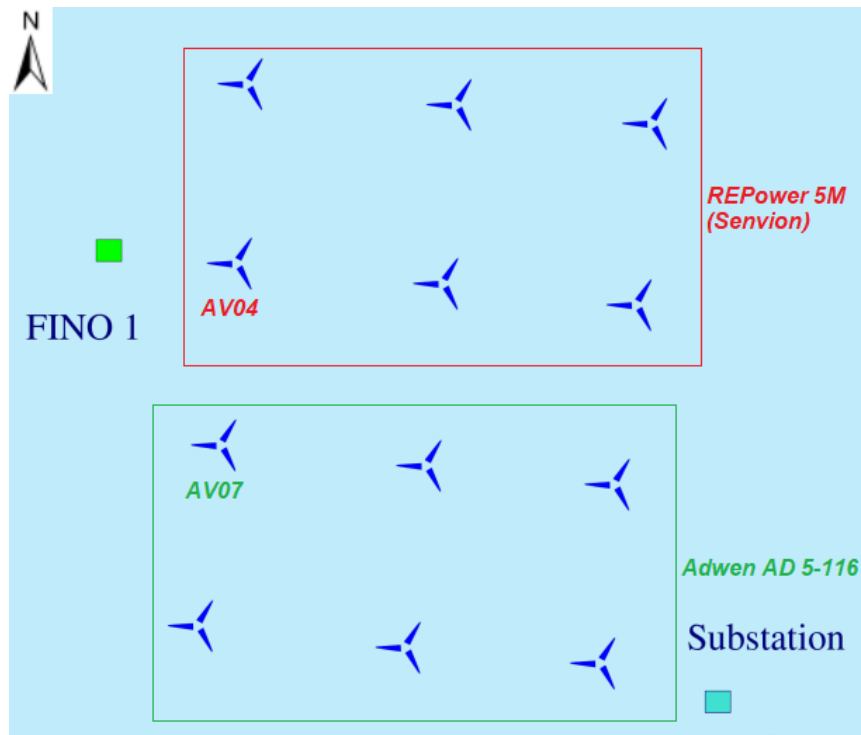 N
REPower 5M
(Senvion)
AV04
FINO 1
AV07
Adwen AD 5-116
Substation